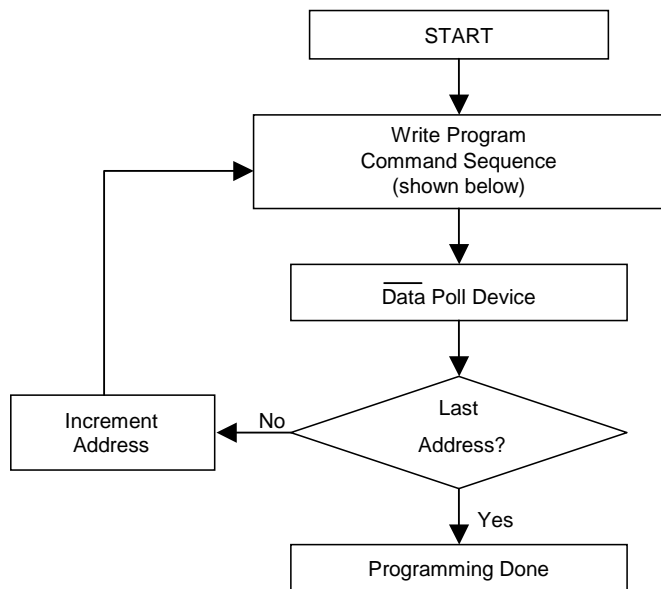 START
Write Program
Command Sequence
(shown below)
Data Poll Device
Last
Address?
No
Increment
Address
Yes
Programming Done